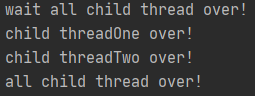 wait all child thread over!
child threadOne over!
child threadTwo over!
all child thread over!